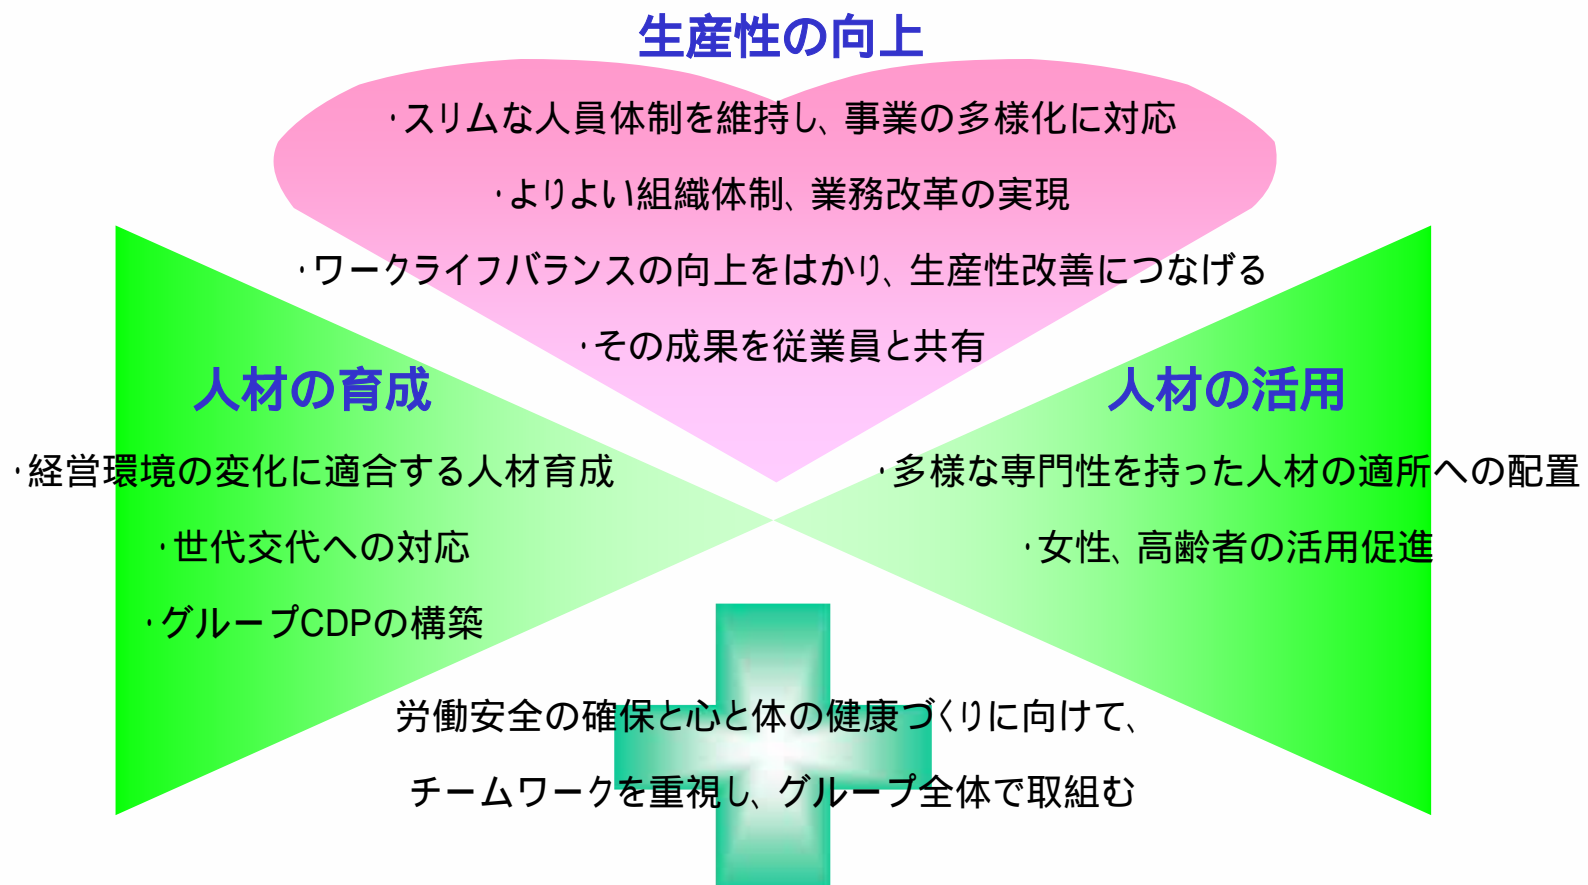 生産性の向上
・スリムな人員体制を維持し、事業の多様化に対応
・よりよい組織体制、業務改革の実現
・ワークライフバランスの向上をはかり、生産性改善につなげる
・その成果を従業員と共有
人材の育成
・経営環境の変化に適合する人材育成
・世代交代への対応
・グループCDPの構築
人材の活用
・多様な専門性を持った人材の適所への配置
・女性、高齢者の活用促進
労働安全の確保と心と体の健康づくりに向けて、
チームワークを重視し、グループ全体で取組む